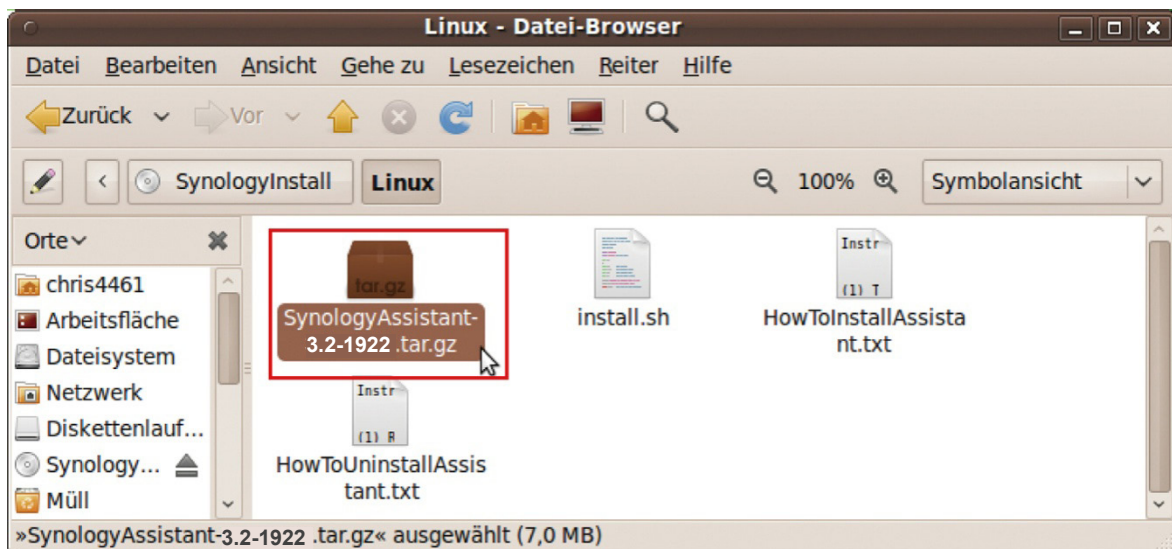 Linux - Datei-Browser
Datei Bearbeiten Ansicht Gehe zu Lesezeichen Reiter Hilfe
Zurück Vor
SynologyInstall Linux 100% Symbolansicht
Orte
chris4461
Arbeitsfläche
Dateisystem
Netzwerk
Diskettenlauf...
Synology...
Müll
tar.gz
SynologyAssistant-
3.2-1922 .tar.gz
install.sh
Instr
(1) T
HowToInstallAssista
nt.txt
Instr
(1) R
HowToUninstallAssis
tant.txt
»SynologyAssistant-3.2-1922 .tar.gz« ausgewählt (7,0 MB)